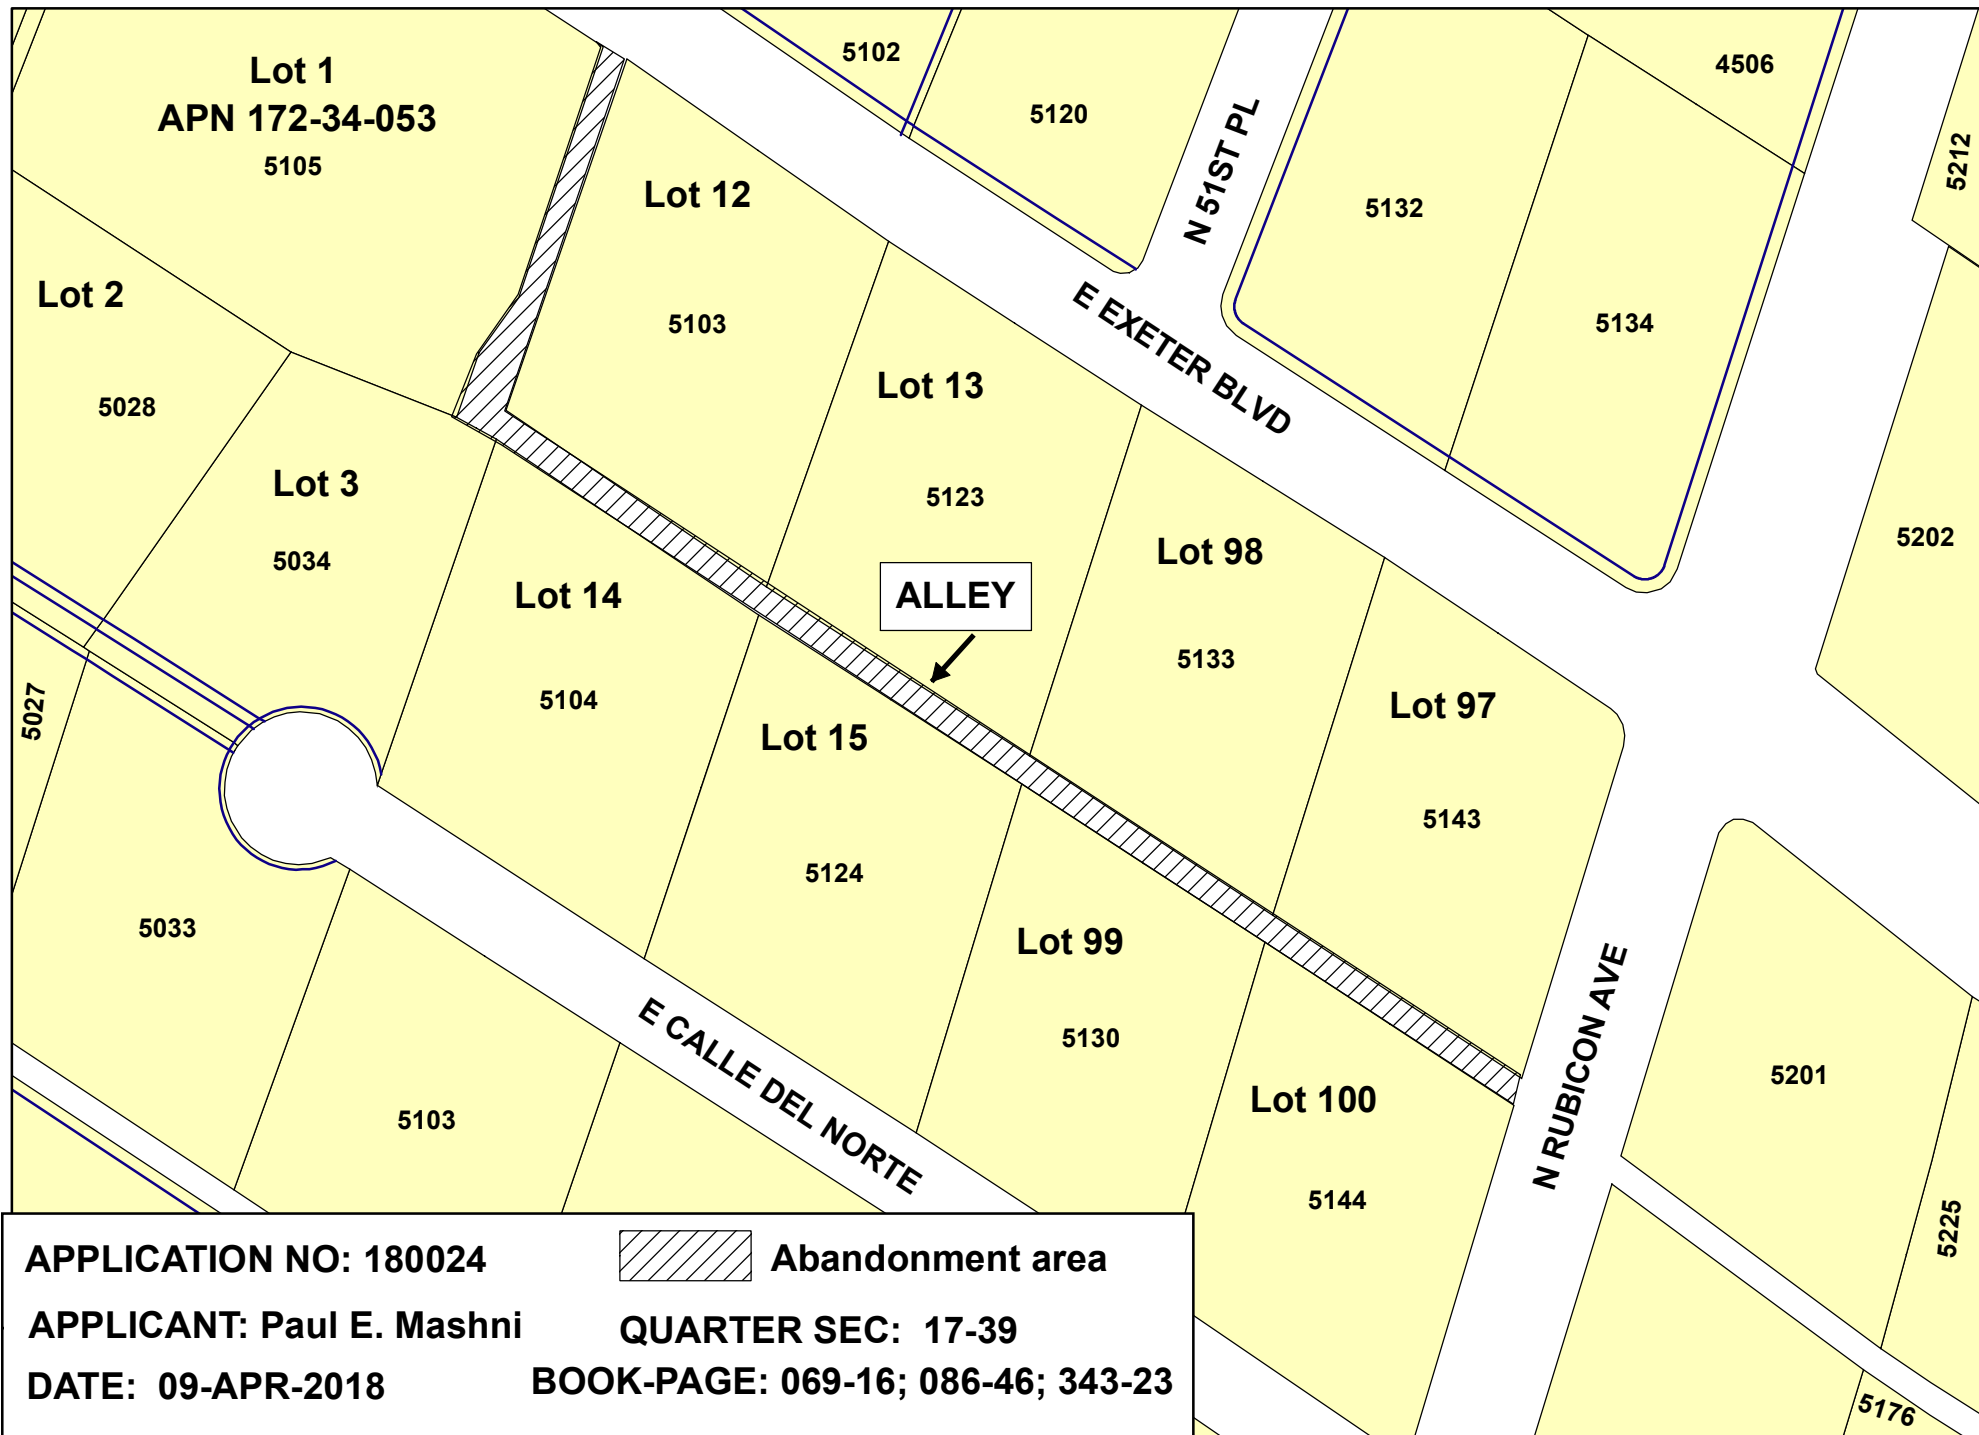 Lot 1
APN 172-34-053
5105
5102
5120
N 51ST PL
4506
5212
5132
5134
Lot 12
5103
Lot 2
5028
E EXETER BLVD
Lot 13
5123
Lot 3
5034
Lot 98
5133
5202
ALLEY
Lot 14
5104
5027
Lot 15
5124
Lot 97
5143
5033
Lot 99
5130
E CALLE DEL NORTE
N RUBICON AVE
5201
5103
Lot 100
5144
5225
5176
APPLICATION NO: 180024
Abandonment area
APPLICANT: Paul E. Mashni
QUARTER SEC: 17-39
DATE: 09-APR-2018
BOOK-PAGE: 069-16; 086-46; 343-23